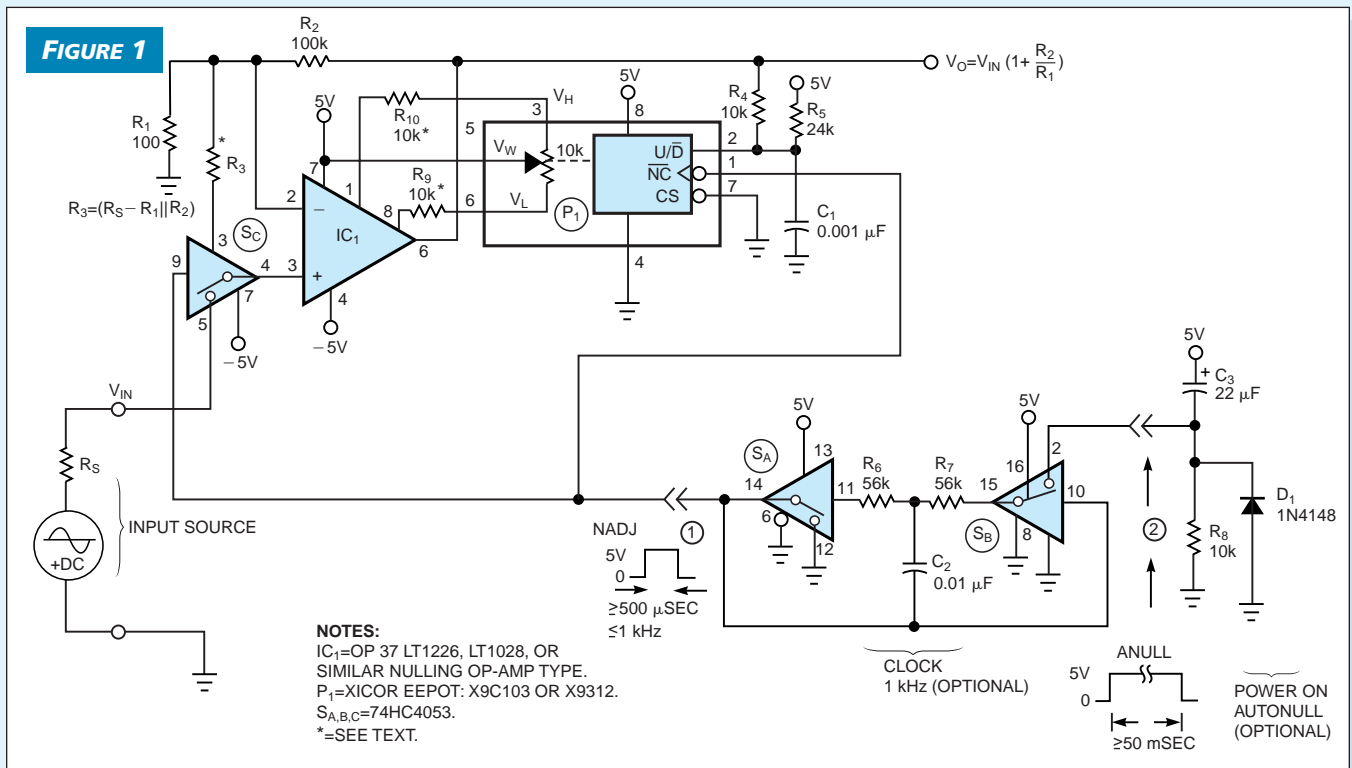 FIGURE 1
R2
100k
VO=VIN (1+ R2/R1)
5V
R4
10k
5V
R5
24k
R1
100
*
R3
R3=(RS – R1||R2)
5V
R10
10k*
VH
3
5
8
2
1
7
VW
10k
U/D̅
N̅C̅
CS
R9
10k*
VL
6
P1
4
C1
0.001 µF
7
1
2
–
8
IC1
6
3
+
4
–5V
SC
3
9
4
7
5
–5V
VIN
RS
+DC
INPUT SOURCE
5V
C3
+
22 µF
5V
5V
SA
13
14
11
6
12
R6
56k
R7
56k
15
16
2
10
SB
8
C2
0.01 µF
2
D1
1N4148
R8
10k
NADJ
1
5V
0
≥500 µSEC
≤1 kHz
NOTES:
IC1=OP 37 LT1226, LT1028, OR
SIMILAR NULLING OP-AMP TYPE.
P1=XICOR EEPOT: X9C103 OR X9312.
SA,B,C=74HC4053.
*=SEE TEXT.
CLOCK
1 kHz (OPTIONAL)
ANULL
5V
0
≥50 mSEC
POWER ON
AUTONULL
(OPTIONAL)